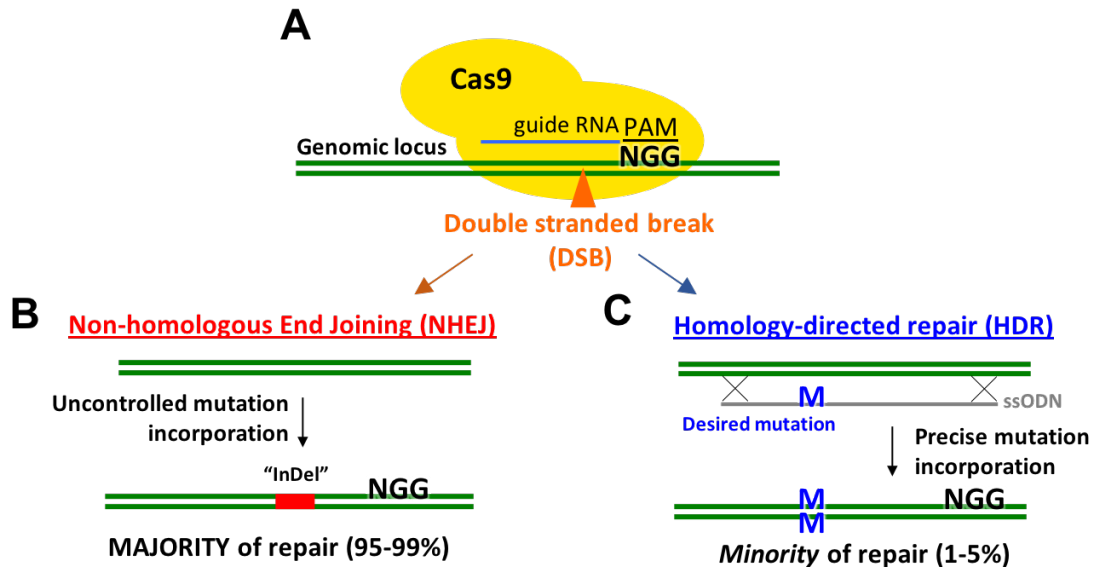 A
Cas9
guide RNA PAM
Genomic locus
NGG
Double stranded break
(DSB)
B
Non-homologous End Joining (NHEJ)
Uncontrolled mutation
incorporation
“InDel”
NGG
MAJORITY of repair (95-99%)
C
Homology-directed repair (HDR)
M
ssODN
Desired mutation
Precise mutation
incorporation
NGG
M
M
Minority of repair (1-5%)